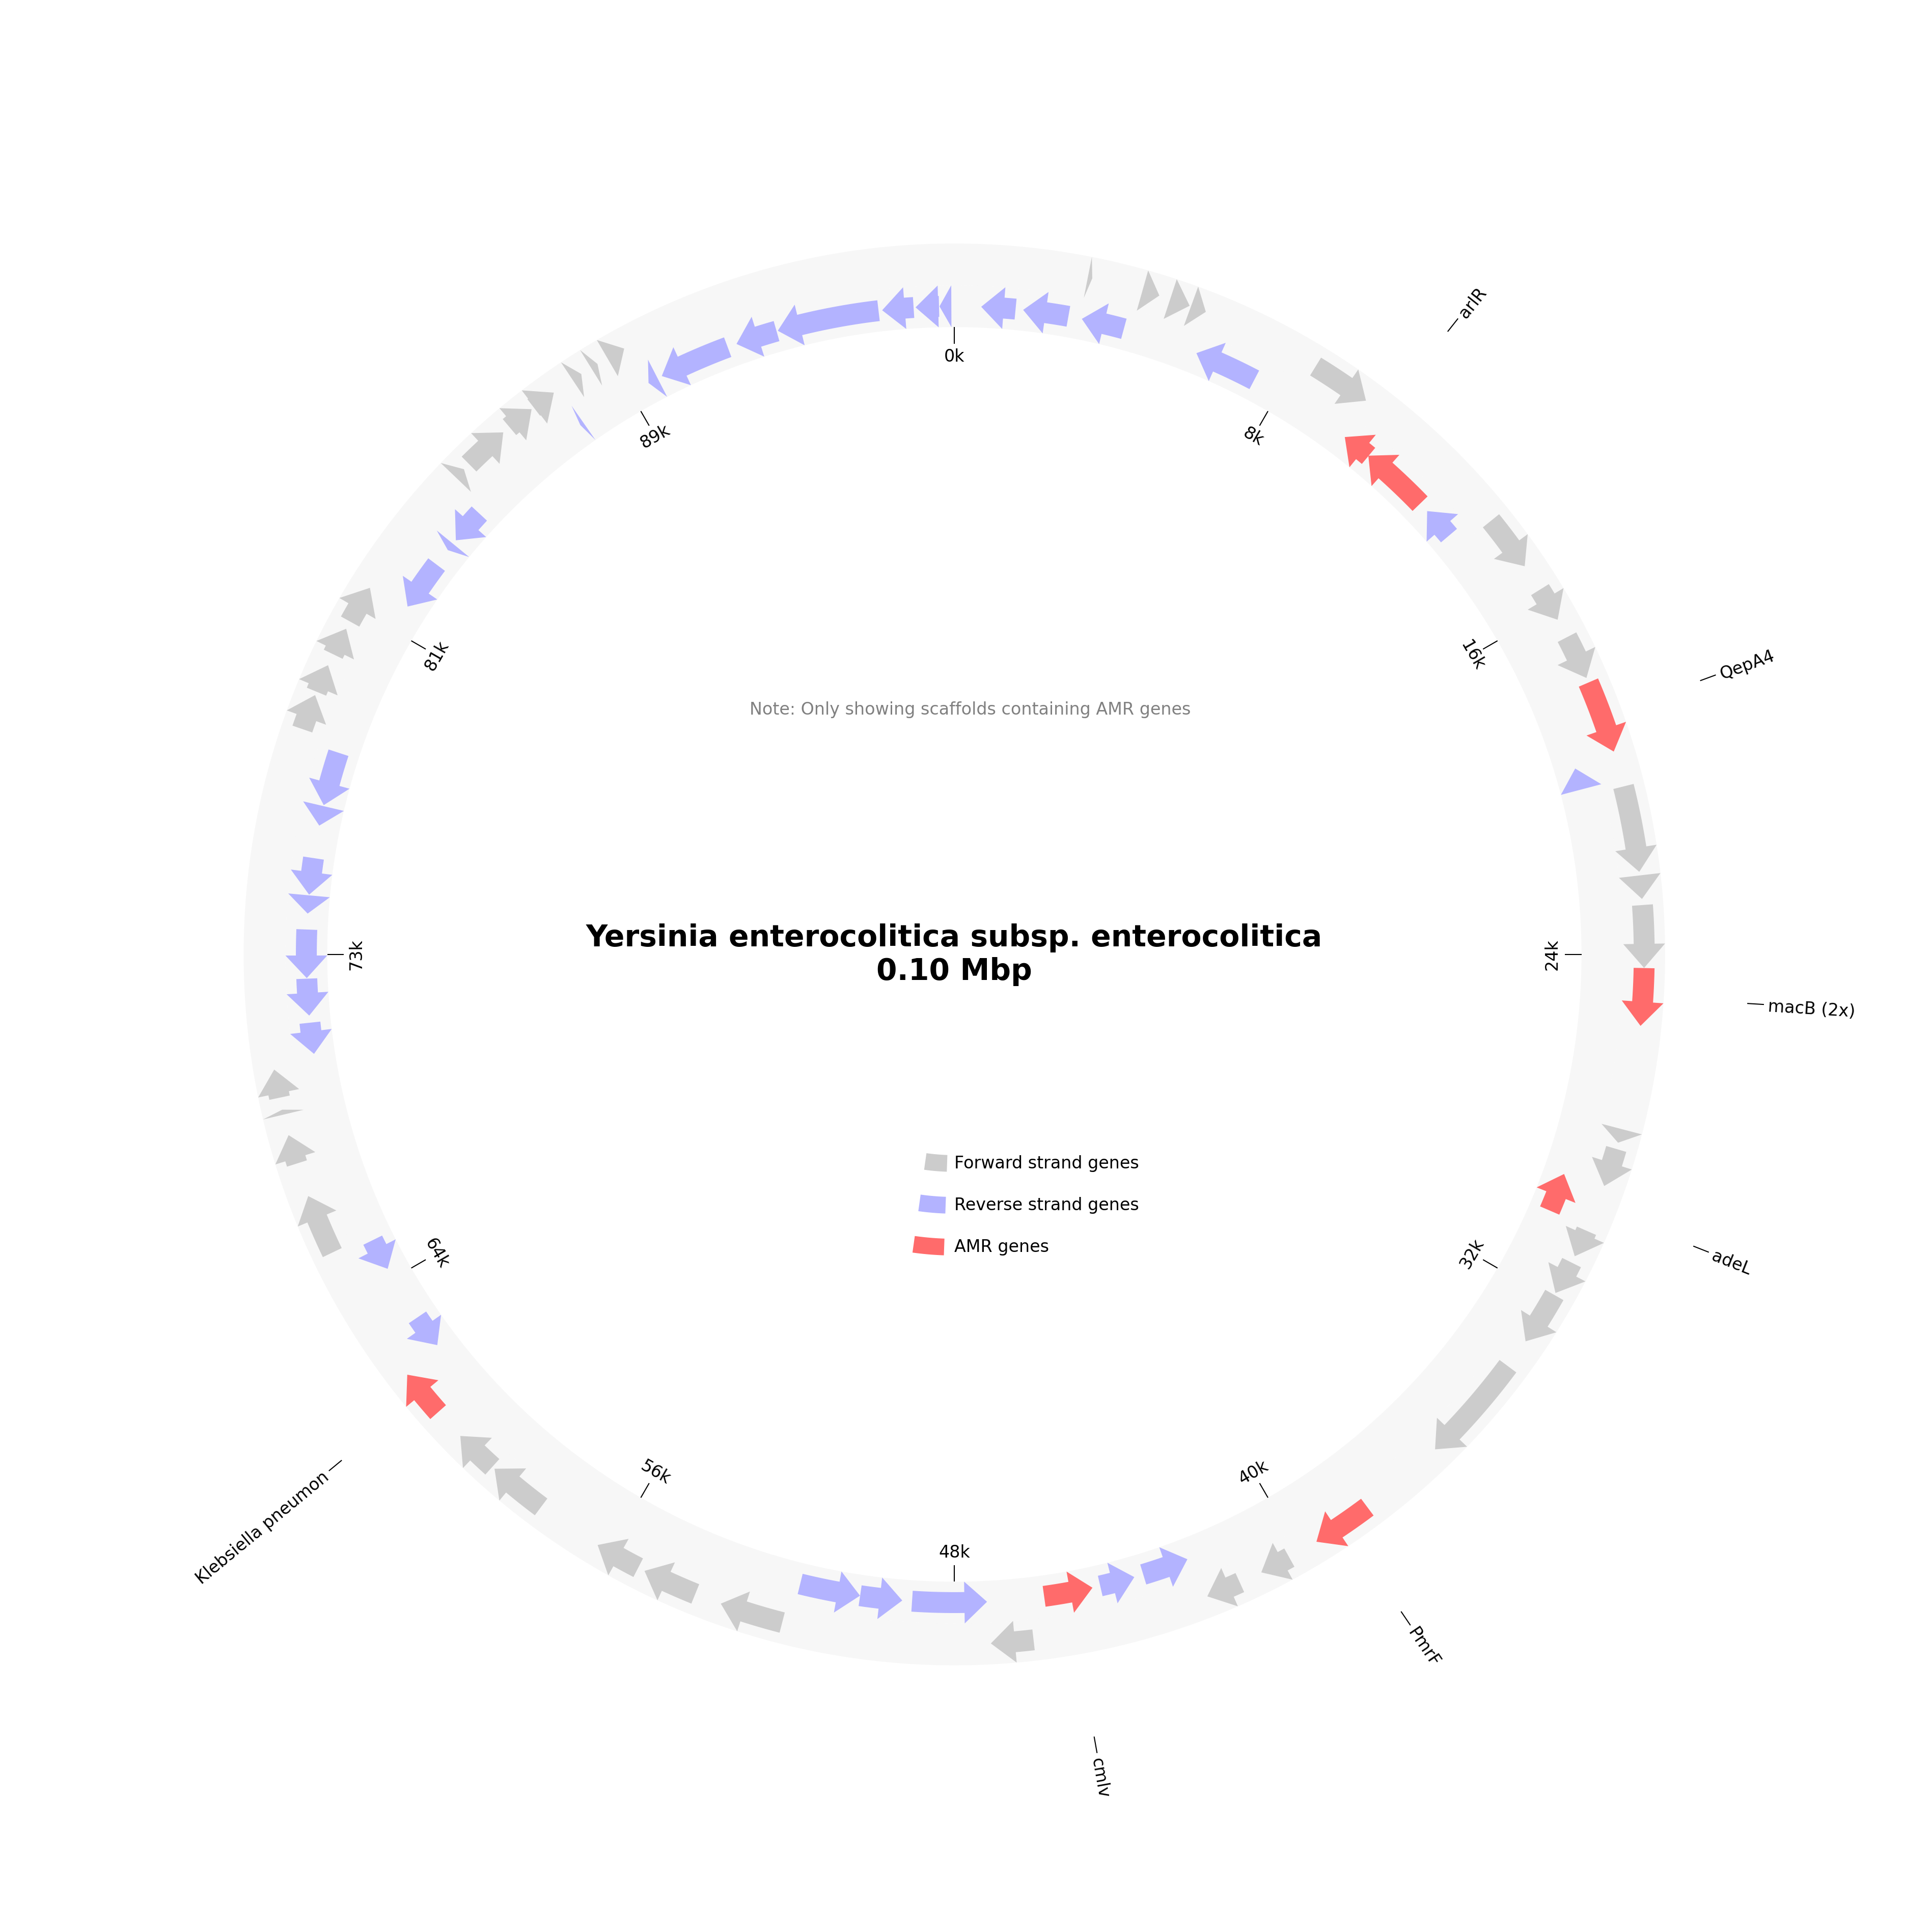 arlR
0k
89k
8k
81k
16k
QepA4
Note: Only showing scaffolds containing AMR genes
Yersinia enterocolitica subsp. enterocolitica
0.10 Mbp
73k
24k
macB (2x)
Forward strand genes
Reverse strand genes
AMR genes
64k
32k
adeL
56k
40k
Klebsiella pneumon
48k
PmrF
cmlv